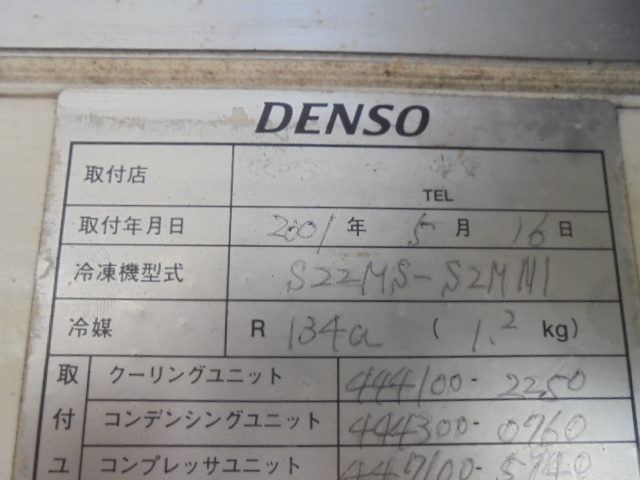 DENSO
取付店 TEL
取付年月日 2001 年 5 月 16 日
冷凍機型式 S22MS-S2MN1
冷媒 R 134a ( 1.2 kg)
取 クーリングユニット 444100-2250
付 コンデンシングユニット 444300-0760
ユ コンプレッサユニット 447100-5740